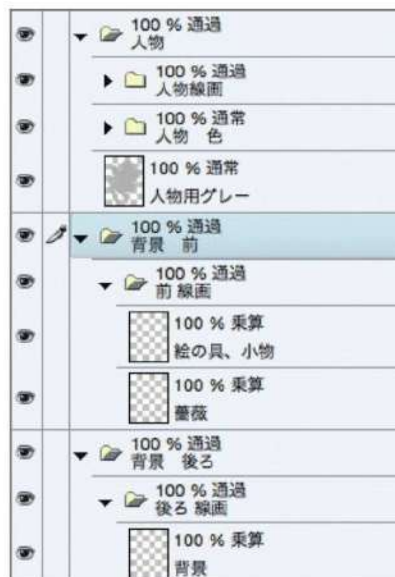 100 % 通過
人物
100 % 通過
人物線画
100 % 通常
人物　色
100 % 通常
人物用グレー
100 % 通過
背景　前
100 % 通過
前 線画
100 % 乗算
絵の具、小物
100 % 乗算
薔薇
100 % 通過
背景　後ろ
100 % 通過
後ろ 線画
100 % 乗算
背景